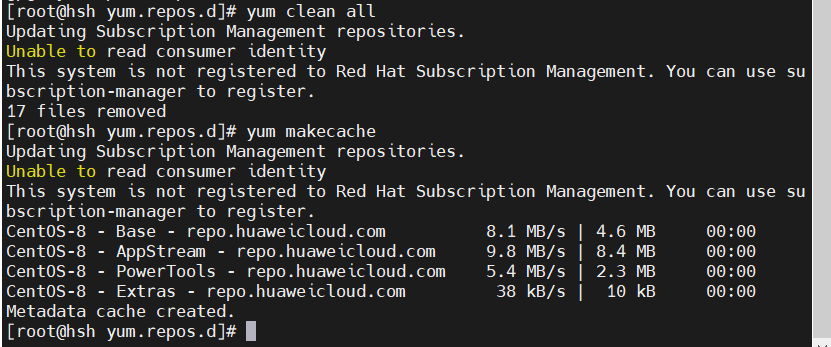 [root@hsh yum.repos.d]# yum clean all
Updating Subscription Management repositories.
Unable to read consumer identity
This system is not registered to Red Hat Subscription Management. You can use su
bscription-manager to register.
17 files removed
[root@hsh yum.repos.d]# yum makecache
Updating Subscription Management repositories.
Unable to read consumer identity
This system is not registered to Red Hat Subscription Management. You can use su
bscription-manager to register.
CentOS-8 - Base - repo.huaweicloud.com 8.1 MB/s | 4.6 MB 00:00
CentOS-8 - AppStream - repo.huaweicloud.com 9.8 MB/s | 8.4 MB 00:00
CentOS-8 - PowerTools - repo.huaweicloud.com 5.4 MB/s | 2.3 MB 00:00
CentOS-8 - Extras - repo.huaweicloud.com 38 kB/s | 10 kB 00:00
Metadata cache created.
[root@hsh yum.repos.d]#